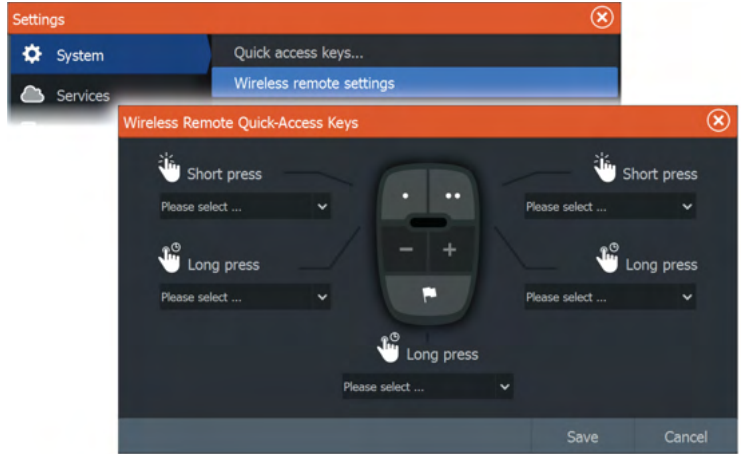 Settings
System
Quick access keys...
Wireless remote settings
Services
Wireless Remote Quick-Access Keys
Short press
Please select ...
Short press
Please select ...
Long press
Please select ...
Long press
Please select ...
Long press
Please select ...
Save
Cancel